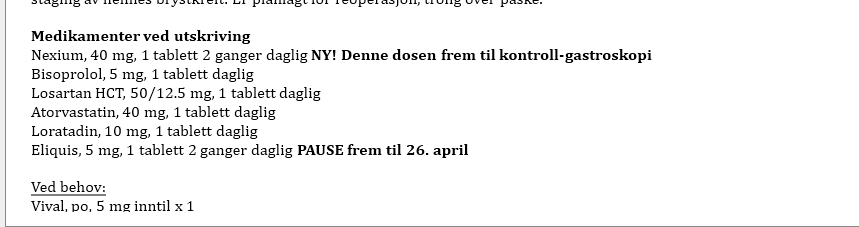 staging av hennes brystkreft. Er planlagt for reoperasjon, trolig over påske.
Medikamenter ved utskriving
Nexium, 40 mg, 1 tablett 2 ganger daglig NY! Denne dosen frem til kontroll-gastroskopi
Bisoprolol, 5 mg, 1 tablett daglig
Losartan HCT, 50/12.5 mg, 1 tablett daglig
Atorvastatin, 40 mg, 1 tablett daglig
Loratadin, 10 mg, 1 tablett daglig
Eliquis, 5 mg, 1 tablett 2 ganger daglig PAUSE frem til 26. april
Ved behov:
Vival, po, 5 mg inntil x 1